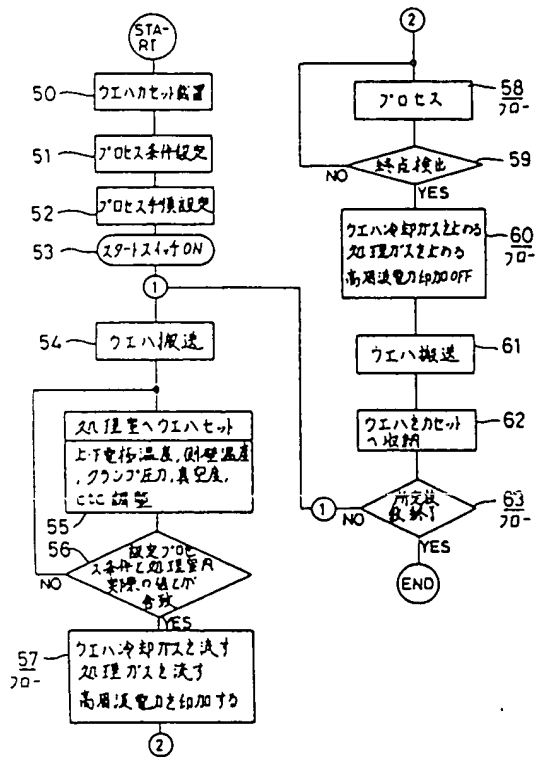 STA-
RT
50
ウエハカセット載置
51
プロセス条件設定
52
プロセス手順設定
53
スタートスイッチON
1
54
ウエハ搬送
処理室へウエハセット
上下電極温度,側壁温度
,クランプ圧力,真空度,
etc 調整
55
56
設定プロセ
ス条件と処理室内
実際の値とが
合致
NO
YES
57
フロー
ウエハ冷却ガスを流す
処理ガスを流す
高周波電力を印加する
2
2
プロセス
58
フロー
終点検出
59
NO
YES
ウエハ冷却ガスを止める
処理ガスを止める
高周波電力印加OFF
60
フロー
ウエハ搬送
61
ウエハをカセット
へ収納
62
所定枚
数終了
63
フロー
1
NO
YES
END